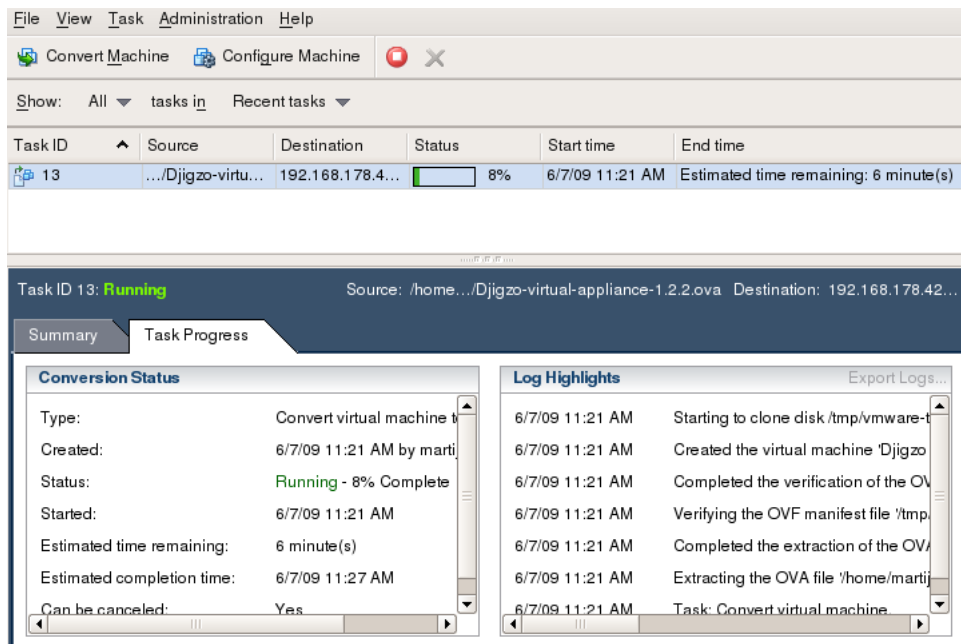 File View Task Administration Help
Convert Machine Configure Machine
Show: All tasks in Recent tasks
Task ID Source Destination Status Start time End time
13 .../Djigzo-virtu... 192.168.178.4... 8% 6/7/09 11:21 AM Estimated time remaining: 6 minute(s)
Task ID 13: Running Source: /home.../Djigzo-virtual-appliance-1.2.2.ova Destination: 192.168.178.42...
Summary Task Progress
Conversion Status Log Highlights Export Logs...
Type: Convert virtual machine t 6/7/09 11:21 AM Starting to clone disk /tmp/vmware-t
Created: 6/7/09 11:21 AM by martij 6/7/09 11:21 AM Created the virtual machine 'Djigzo
Status: Running - 8% Complete 6/7/09 11:21 AM Completed the verification of the OV
Started: 6/7/09 11:21 AM 6/7/09 11:21 AM Verifying the OVF manifest file '/tmp
Estimated time remaining: 6 minute(s) 6/7/09 11:21 AM Completed the extraction of the OVA
Estimated completion time: 6/7/09 11:27 AM 6/7/09 11:21 AM Extracting the OVA file '/home/martij
Can be canceled: Yes 6/7/09 11:21 AM Task: Convert virtual machine.